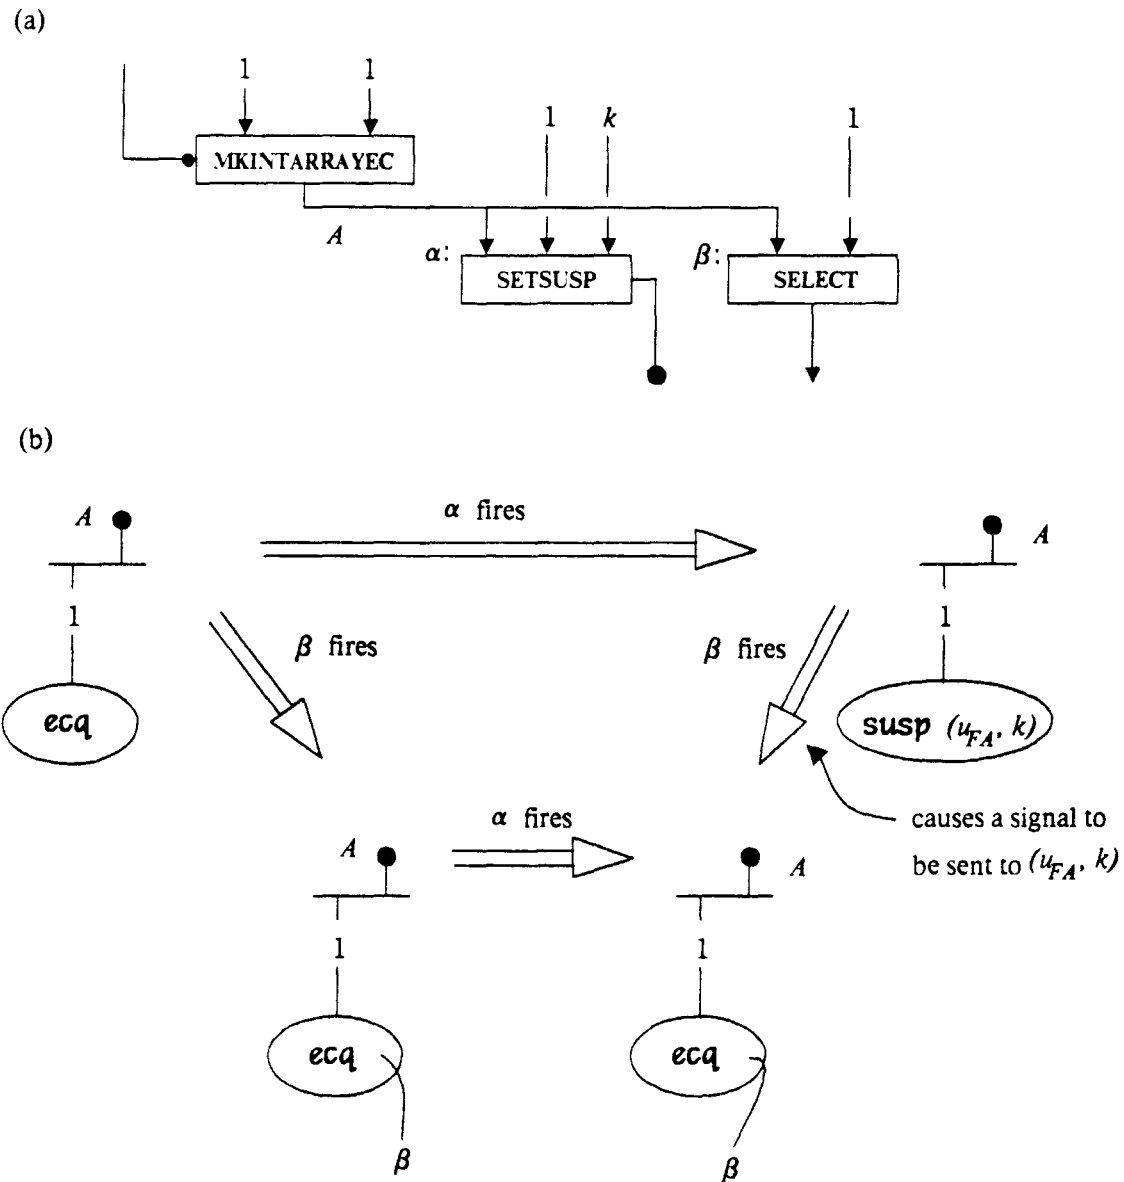 (a)
1 1
1 k 1
MKINTARRAYEC
A
α: β:
SETSUSP SELECT
(b)
A α fires A
1 β fires β fires 1
ecq susp (u_FA, k)
causes a signal to
be sent to (u_FA, k)
A α fires A
1 1
ecq ecq
β β